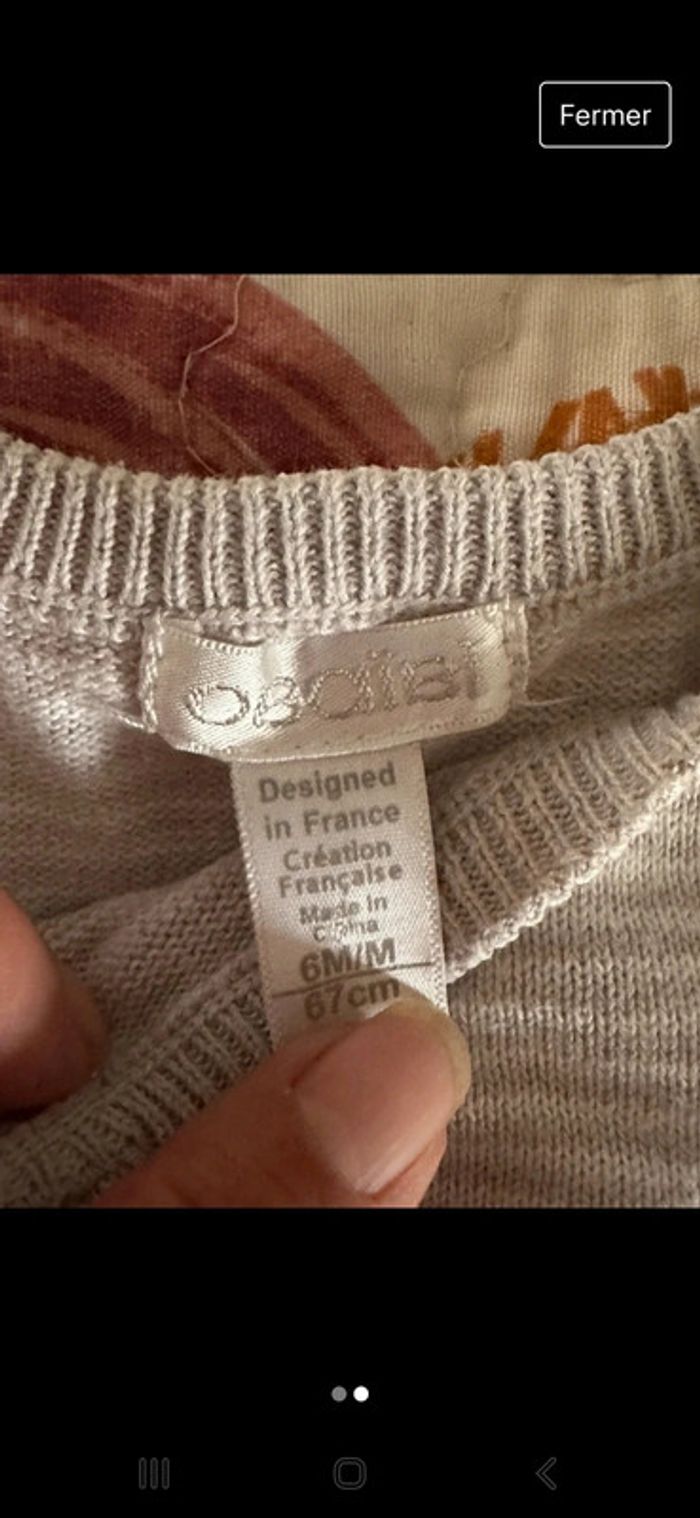 Fermer
obaïbi
Designed
in France
Création
Française
Made in
China
6M/M
67cm